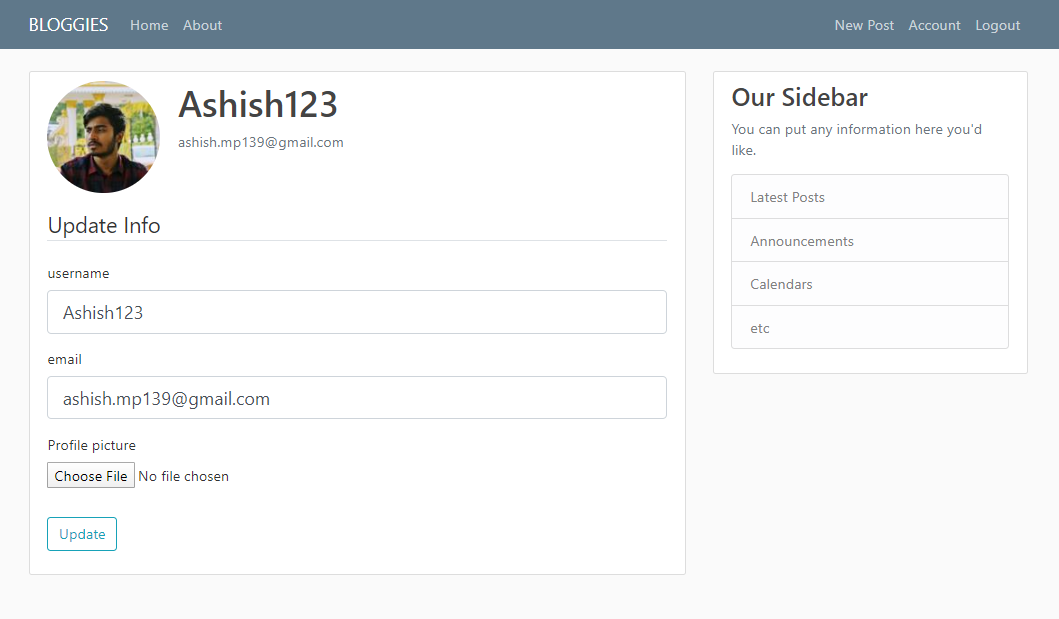 BLOGGIES Home About New Post Account Logout
Ashish123
ashish.mp139@gmail.com
Update Info
username
Ashish123
email
ashish.mp139@gmail.com
Profile picture
Choose File No file chosen
Update
Our Sidebar
You can put any information here you'd
like.
Latest Posts
Announcements
Calendars
etc